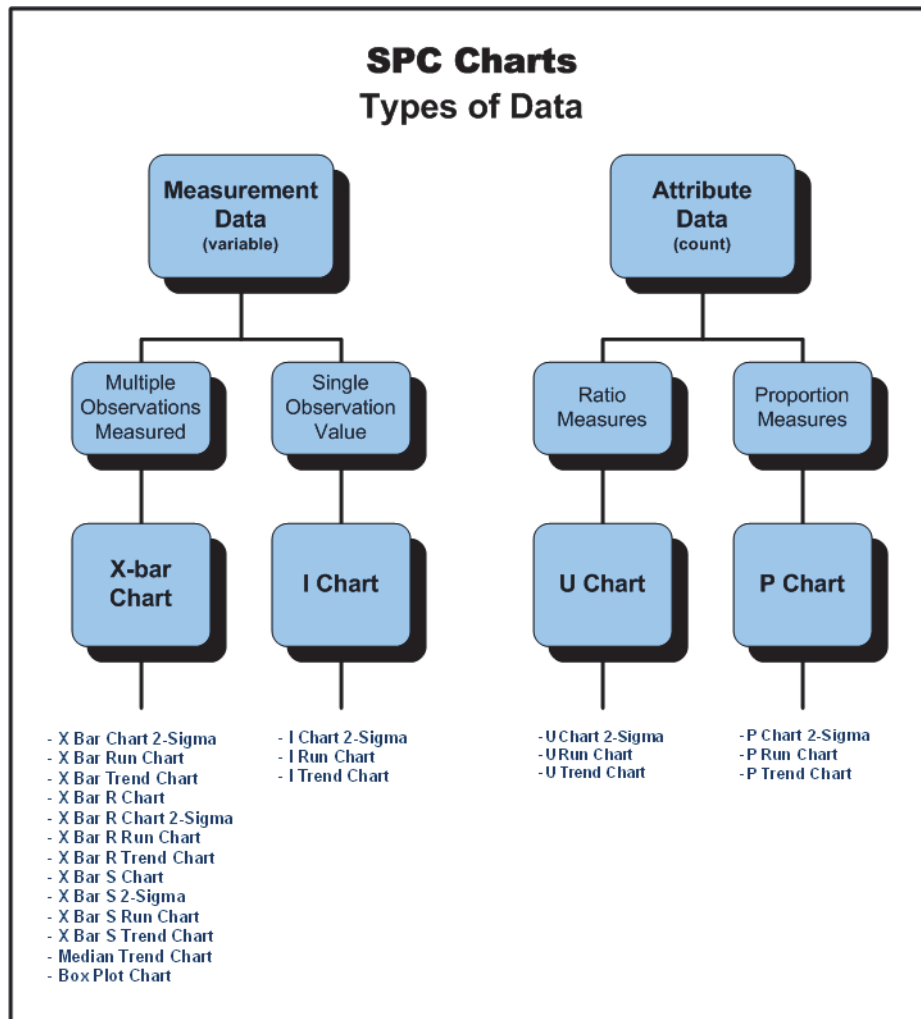 SPC Charts
Types of Data
Measurement
Data
(variable)
Attribute
Data
(count)
Multiple
Observations
Measured
Single
Observation
Value
Ratio
Measures
Proportion
Measures
X-bar
Chart
I Chart
U Chart
P Chart
- X Bar Chart 2-Sigma
- X Bar Run Chart
- X Bar Trend Chart
- X Bar R Chart
- X Bar R Chart 2-Sigma
- X Bar R Run Chart
- X Bar R Trend Chart
- X Bar S Chart
- X Bar S 2-Sigma
- X Bar S Run Chart
- X Bar S Trend Chart
- Median Trend Chart
- Box Plot Chart
- I Chart 2-Sigma
- I Run Chart
- I Trend Chart
- U Chart 2-Sigma
- U Run Chart
- U Trend Chart
- P Chart 2-Sigma
- P Run Chart
- P Trend Chart